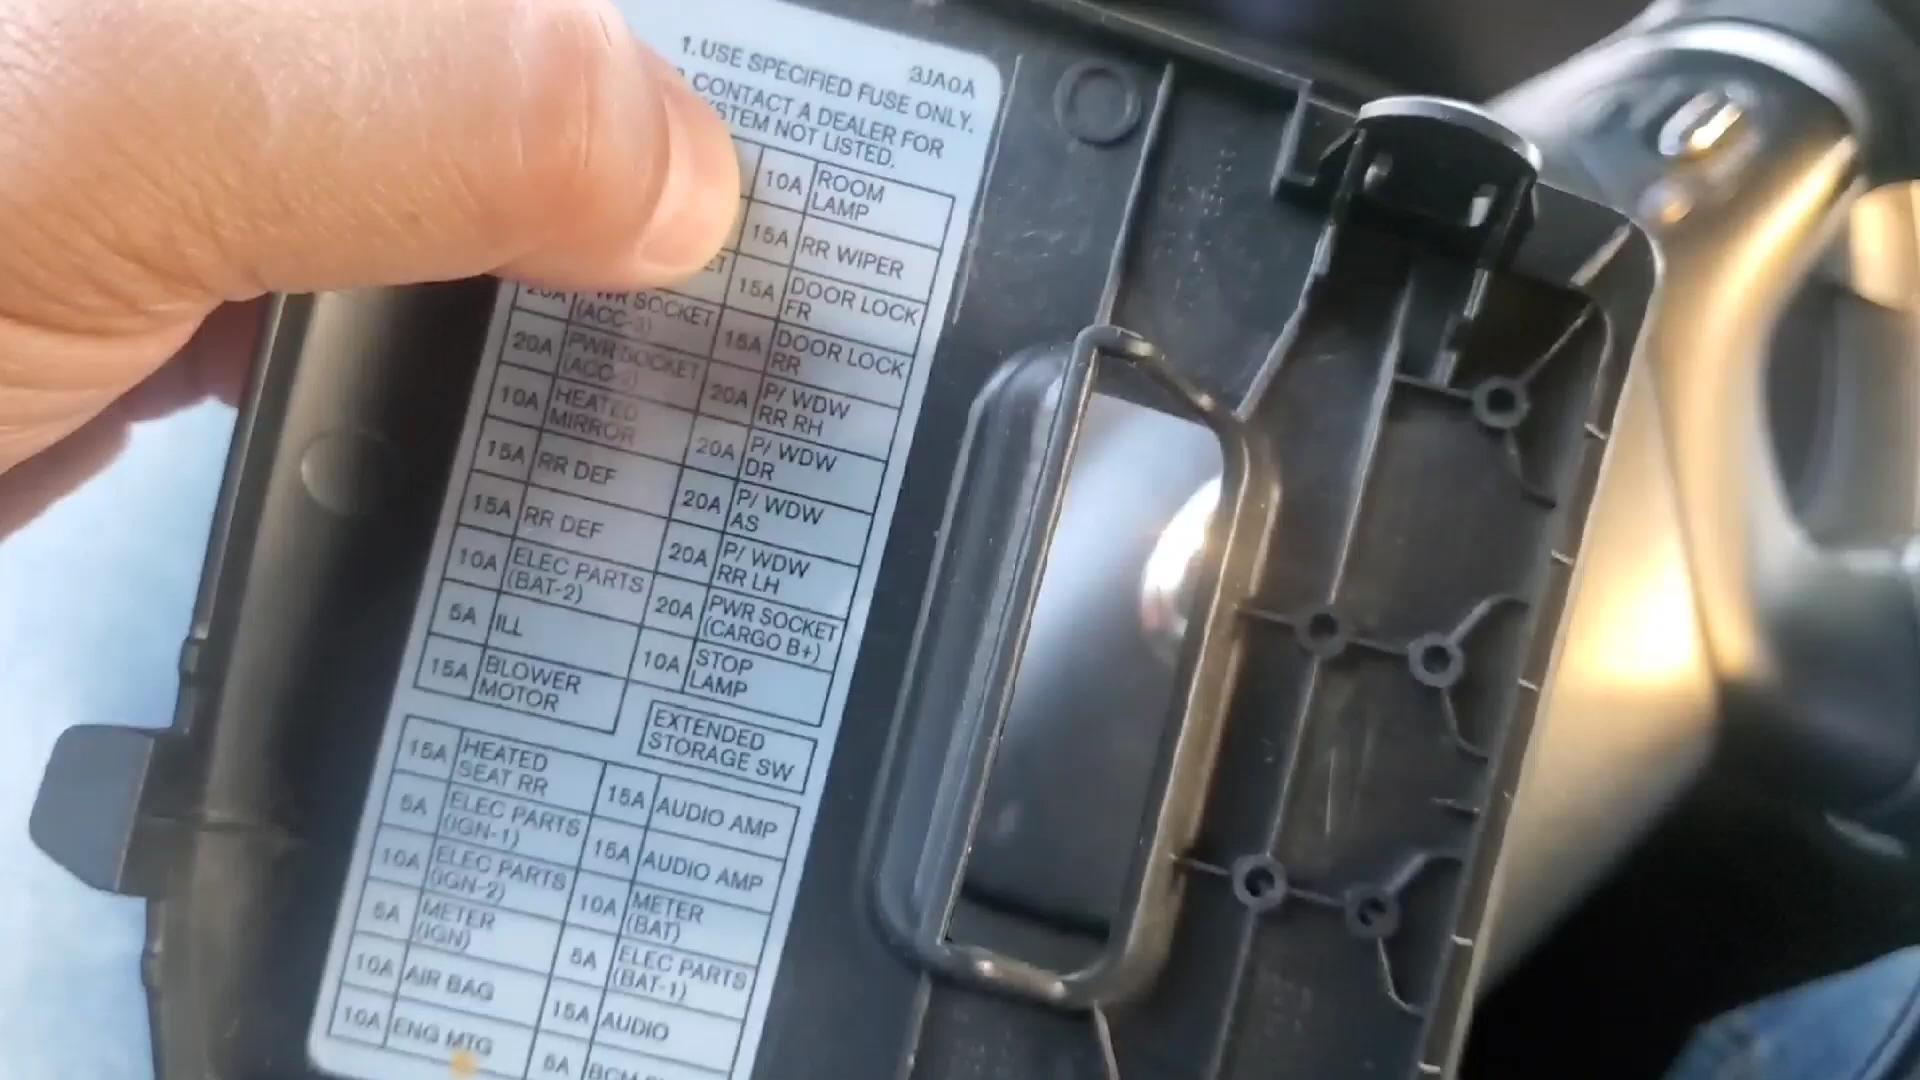 3JA0A
1. USE SPECIFIED FUSE ONLY.
CONTACT A DEALER FOR
NOT LISTED.
10A ROOM
LAMP
15A RR WIPER
15A DOOR LOCK
FR
20A PWR SOCKET
(ACC-3)
15A DOOR LOCK
RR
20A PWR SOCKET
20A P/ WDW
RR RH
10A HEATED
MIRROR
20A P/ WDW
DR
15A RR DEF
20A P/ WDW
AS
15A RR DEF
20A P/ WDW
RR LH
10A ELEC PARTS
(BAT-2)
20A PWR SOCKET
(CARGO B+)
5A ILL
10A STOP
LAMP
15A BLOWER
MOTOR
EXTENDED
STORAGE SW
15A HEATED
SEAT RR
15A AUDIO AMP
5A ELEC PARTS
(IGN-1)
15A AUDIO AMP
10A ELEC PARTS
(IGN-2)
10A METER
(BAT)
5A METER
(IGN)
5A ELEC PARTS
(BAT-1)
10A AIR BAG
15A AUDIO
10A ENG MTG
5A BCM